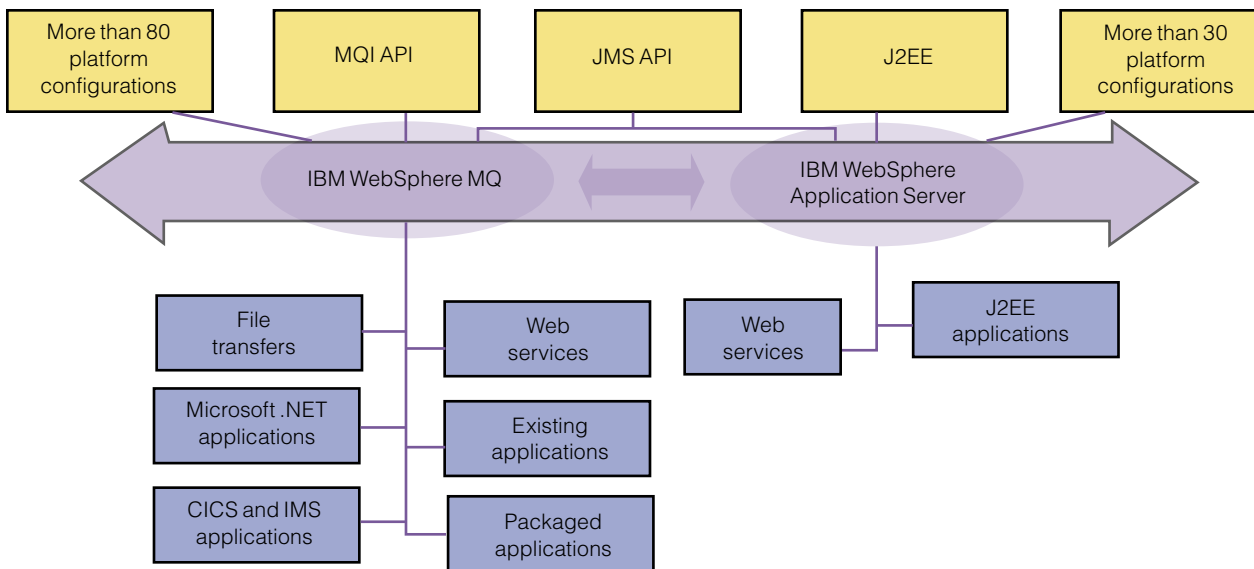 More than 80
platform
configurations
MQI API
JMS API
J2EE
More than 30
platform
configurations
IBM WebSphere MQ
IBM WebSphere
Application Server
File
transfers
Web
services
Web
services
J2EE
applications
Microsoft .NET
applications
Existing
applications
CICS and IMS
applications
Packaged
applications